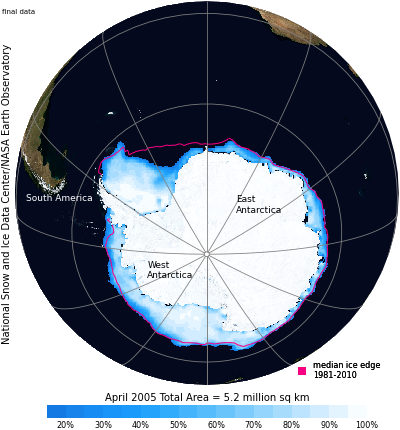 final data
National Snow and Ice Data Center/NASA Earth Observatory
South America
East
Antarctica
West
Antarctica
median ice edge
1981-2010
April 2005 Total Area = 5.2 million sq km
20% 30% 40% 50% 60% 70% 80% 90% 100%